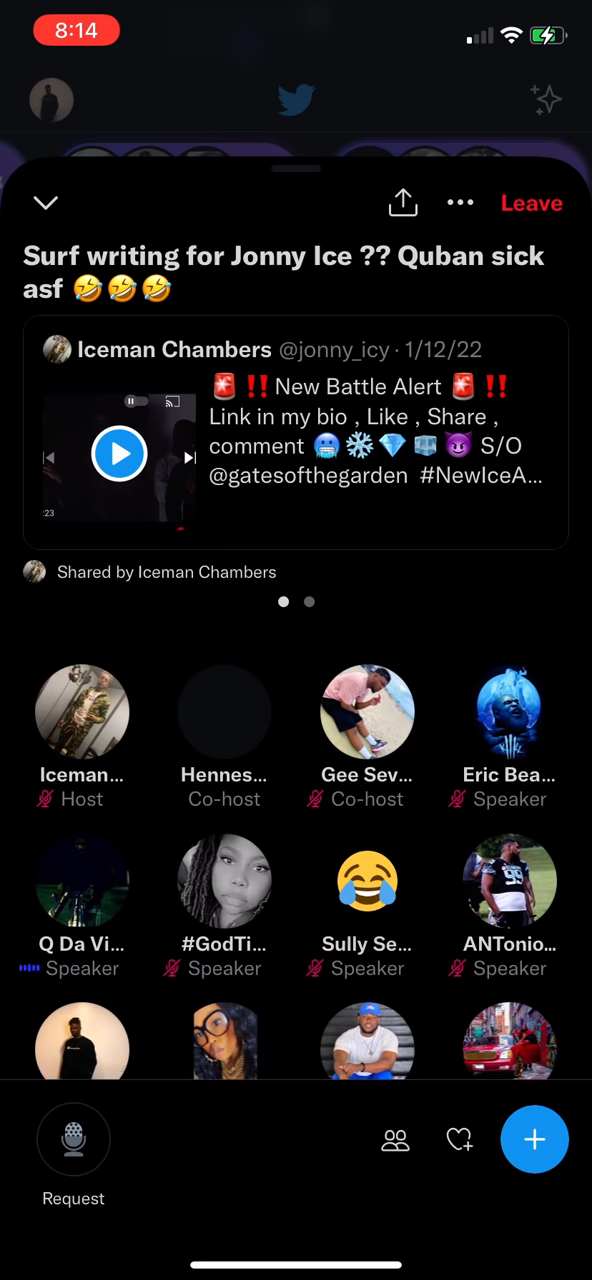 8:14
Leave
Surf writing for Jonny Ice ?? Quban sick
asf 🤣🤣🤣
Iceman Chambers @jonny_icy · 1/12/22
🚨 ‼️New Battle Alert 🚨 ‼️
Link in my bio , Like , Share ,
comment 🥶❄️💎🧊😈 S/O
@gatesofthegarden #NewIceA...
:23
Shared by Iceman Chambers
Iceman... Hennes... Gee Sev... Eric Bea...
Host Co-host Co-host Speaker
Q Da Vi... #GodTi... Sully Se... ANTonio...
Speaker Speaker Speaker Speaker
99
Request